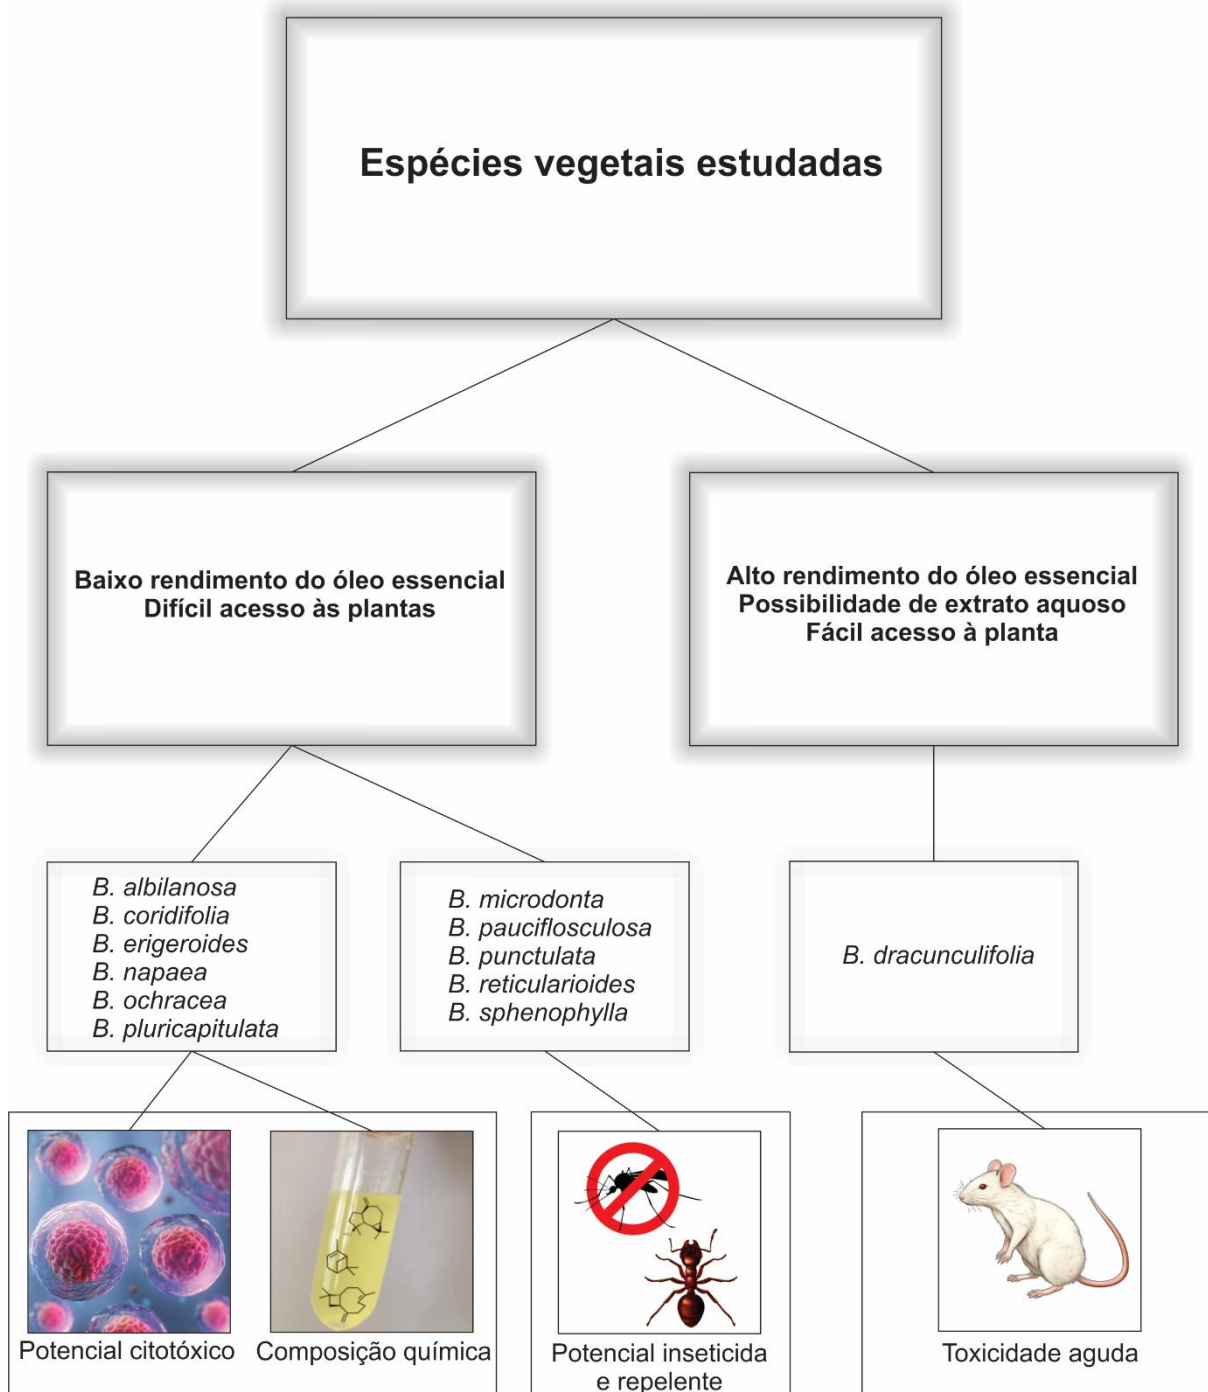 Espécies vegetais estudadas
Baixo rendimento do óleo essencial
Difícil acesso às plantas
Alto rendimento do óleo essencial
Possibilidade de extrato aquoso
Fácil acesso à planta
B. albilanosa
B. coridifolia
B. erigeroides
B. napaea
B. ochracea
B. pluricapitulata
B. microdonta
B. pauciflosculosa
B. punctulata
B. reticularioides
B. sphenophylla
B. dracunculifolia
Potencial citotóxico
Composição química
Potencial inseticida
e repelente
Toxicidade aguda